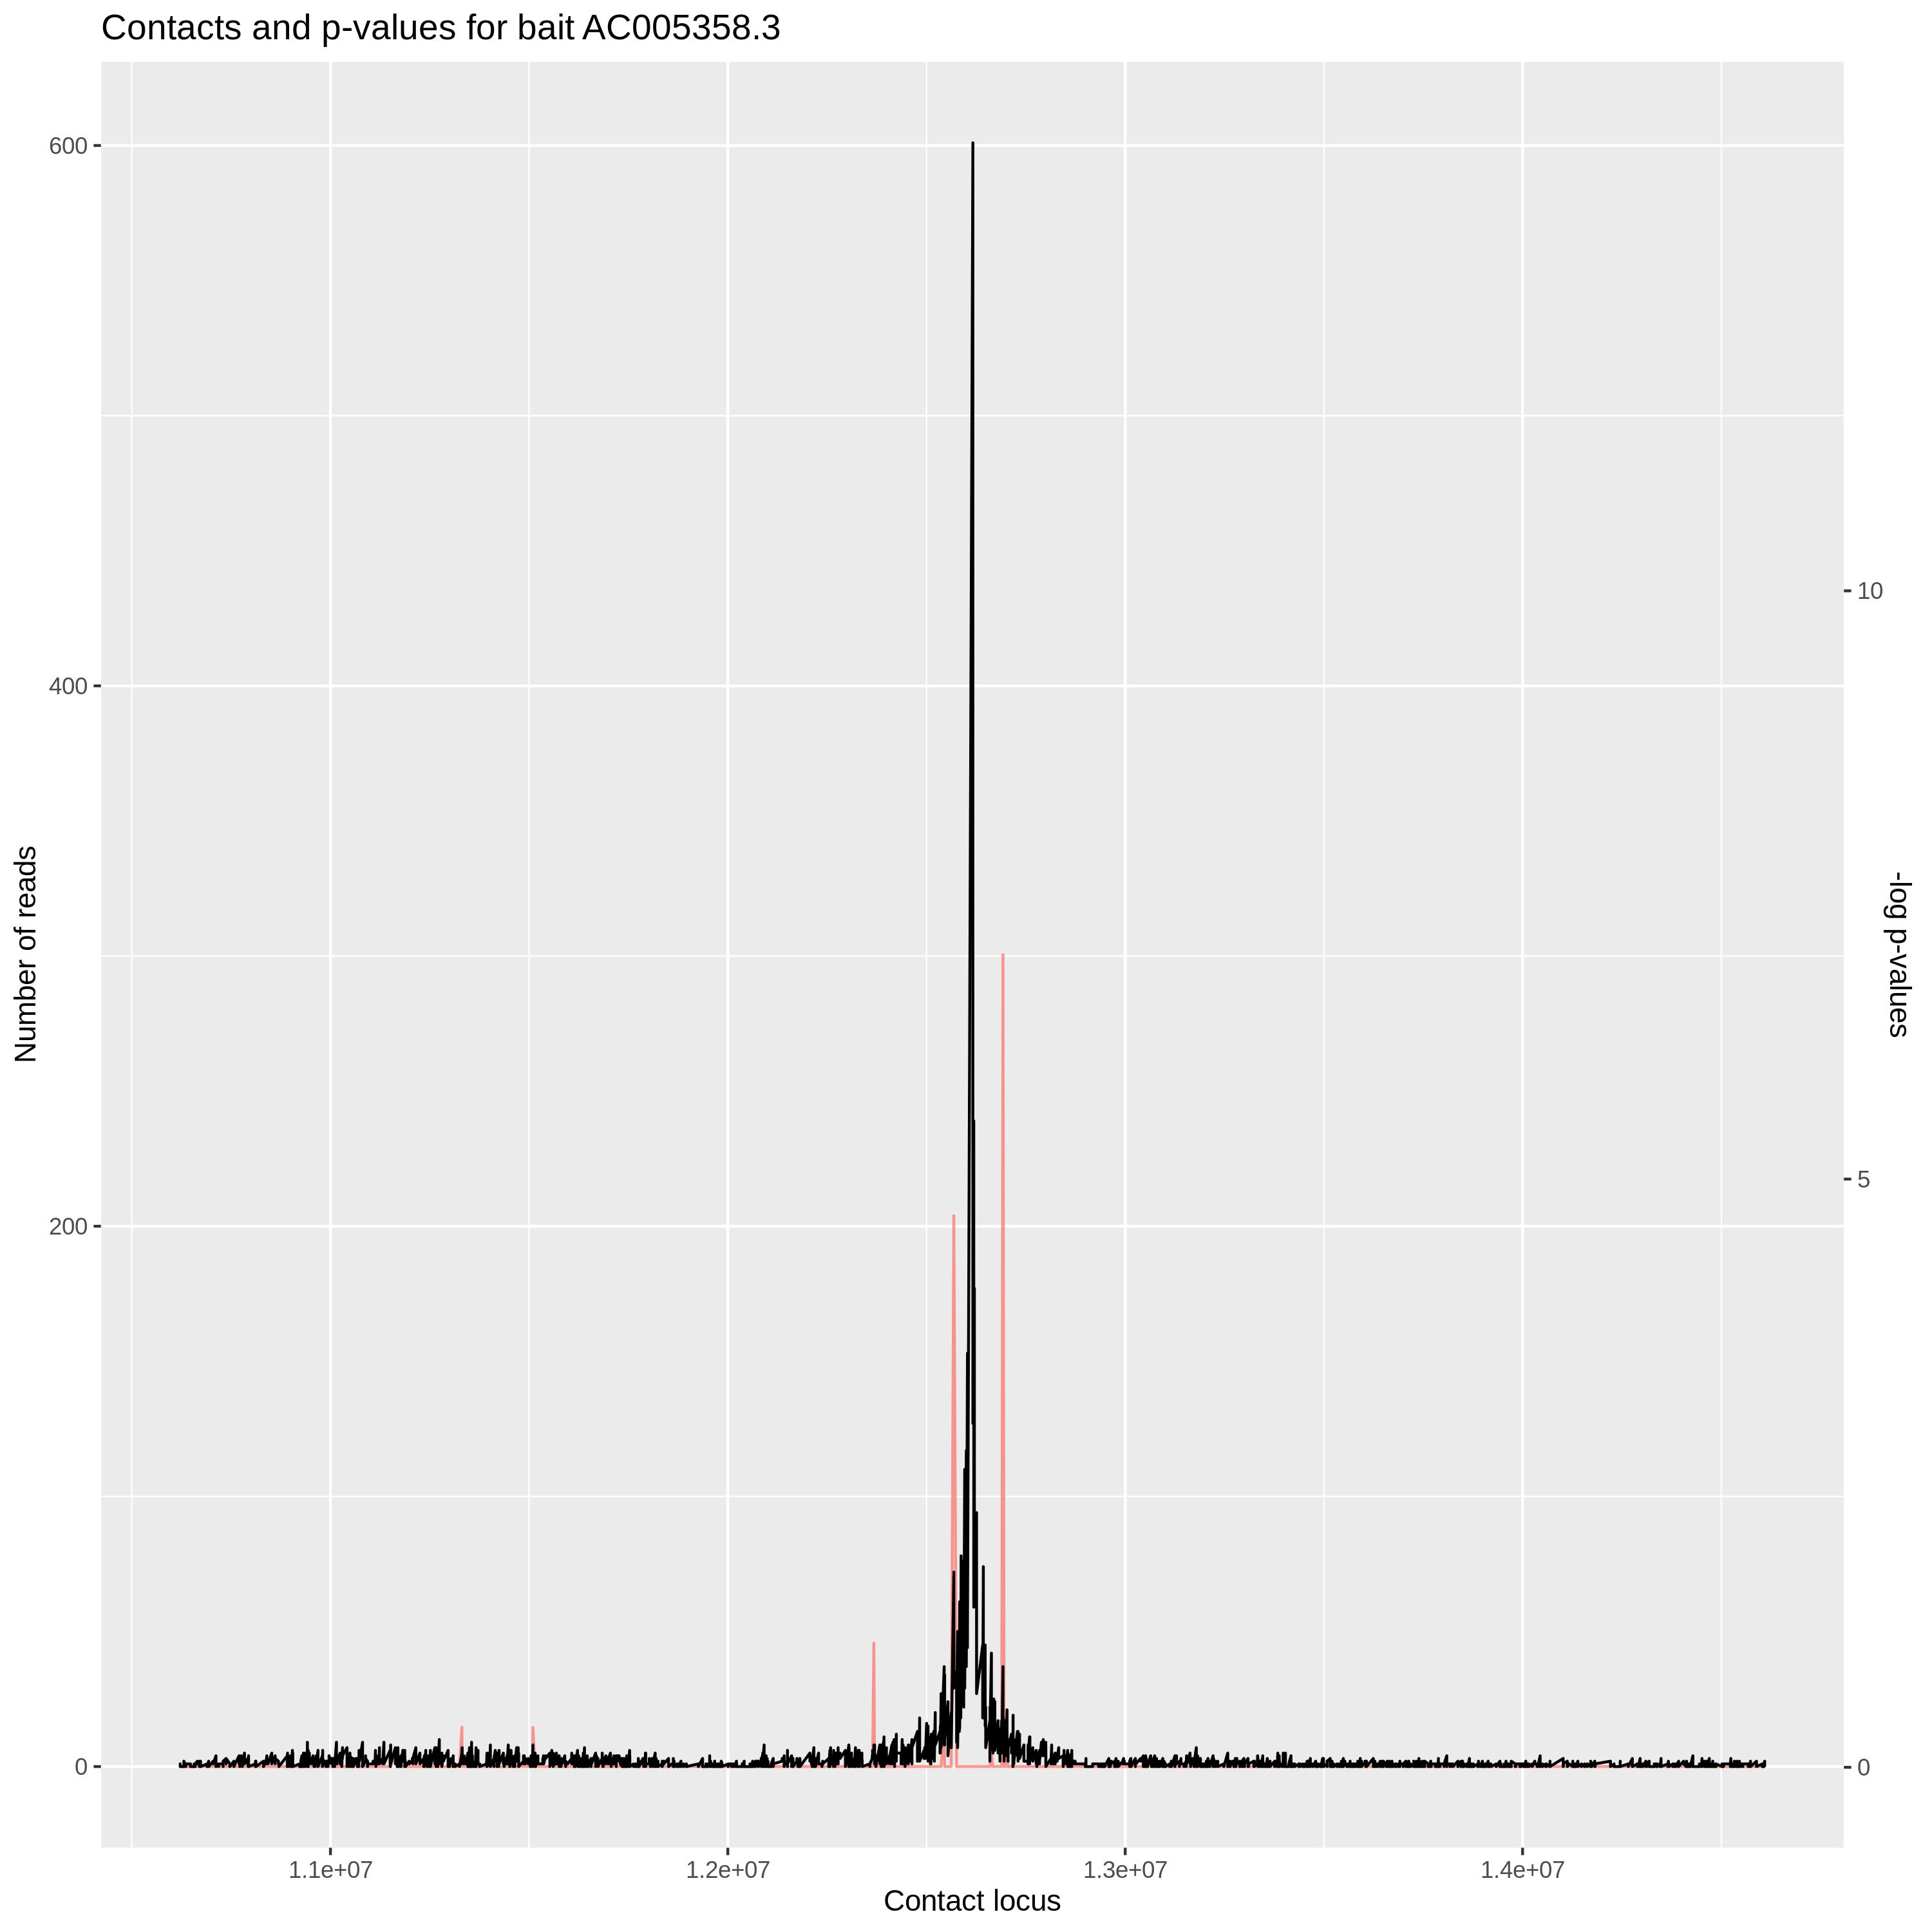 Contacts and p-values for bait AC005358.3
600
400
200
0
10
5
0
Number of reads
-log p-values
1.1e+07
1.2e+07
1.3e+07
1.4e+07
Contact locus